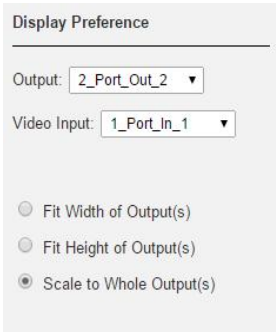 Display Preference
Output: 2_Port_Out_2
Video Input: 1_Port_In_1
Fit Width of Output(s)
Fit Height of Output(s)
Scale to Whole Output(s)